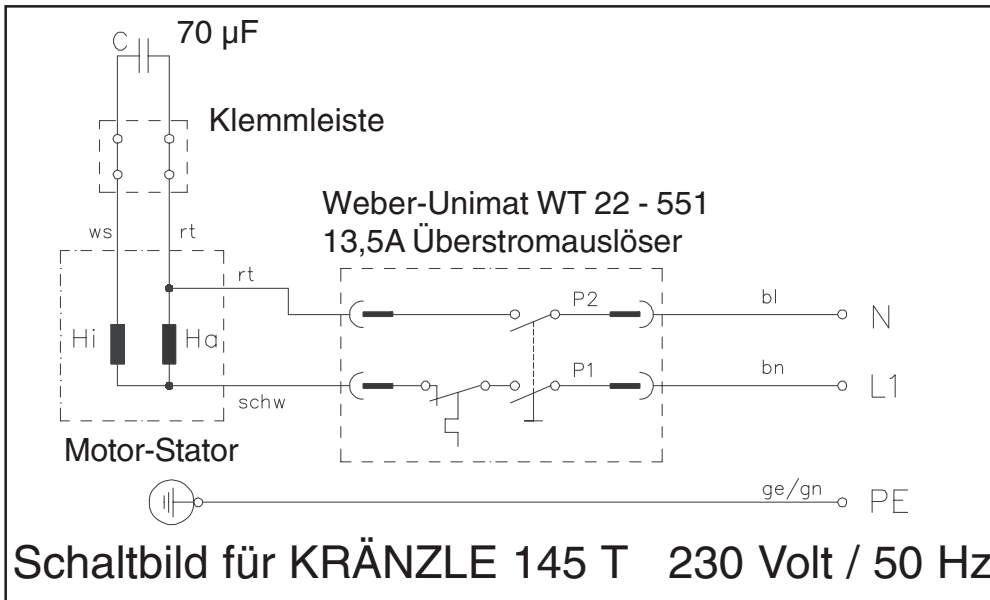 C 70 µF
Klemmleiste
Weber-Unimat WT 22 - 551
13,5A Überstromauslöser
ws rt
rt
P2 bl N
Hi Ha
P1 bn L1
schw
Motor-Stator
ge/gn PE
Schaltbild für KRÄNZLE 145 T 230 Volt / 50 Hz